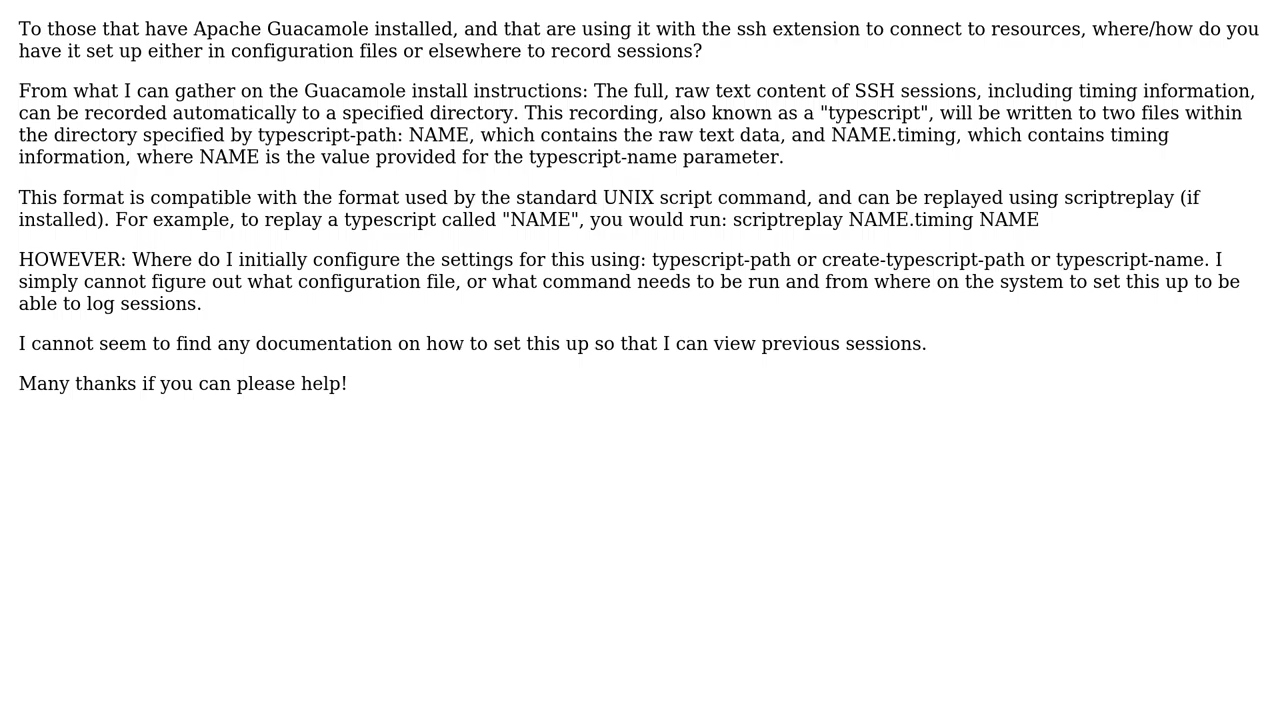 To those that have Apache Guacamole installed, and that are using it with the ssh extension to connect to resources, where/how do you
have it set up either in configuration files or elsewhere to record sessions?
From what I can gather on the Guacamole install instructions: The full, raw text content of SSH sessions, including timing information,
can be recorded automatically to a specified directory. This recording, also known as a "typescript", will be written to two files within
the directory specified by typescript-path: NAME, which contains the raw text data, and NAME.timing, which contains timing
information, where NAME is the value provided for the typescript-name parameter.
This format is compatible with the format used by the standard UNIX script command, and can be replayed using scriptreplay (if
installed). For example, to replay a typescript called "NAME", you would run: scriptreplay NAME.timing NAME
HOWEVER: Where do I initially configure the settings for this using: typescript-path or create-typescript-path or typescript-name. I
simply cannot figure out what configuration file, or what command needs to be run and from where on the system to set this up to be
able to log sessions.
I cannot seem to find any documentation on how to set this up so that I can view previous sessions.
Many thanks if you can please help!